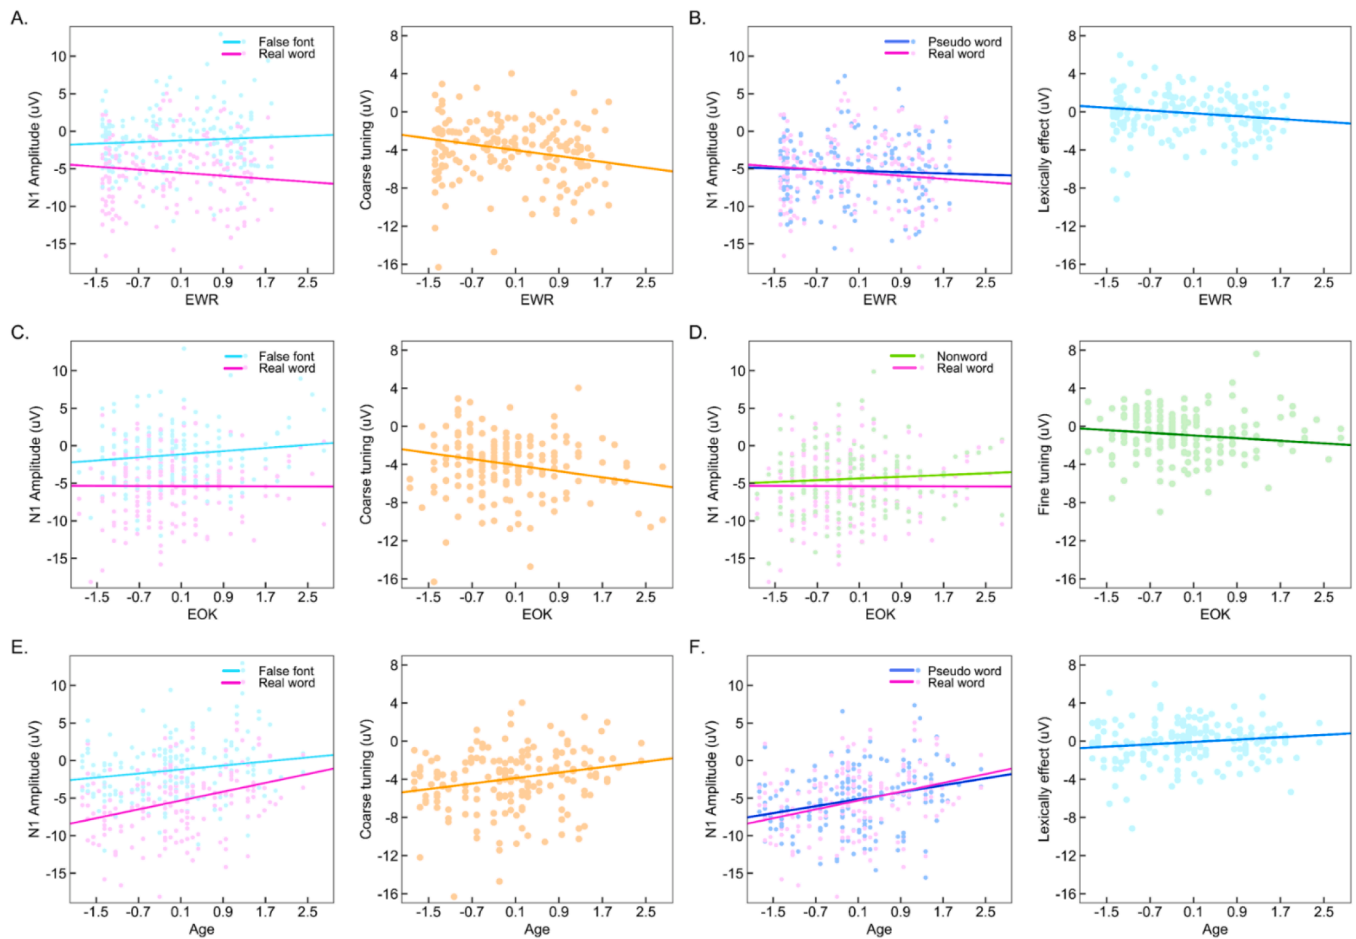 A.
N1 Amplitude (uV)
10
5
0
-5
-10
-15
False font
Real word
-1.5 -0.7 0.1 0.9 1.7 2.5
EWR
Coarse tuning (uV)
8
4
0
-4
-8
-12
-16
-1.5 -0.7 0.1 0.9 1.7 2.5
EWR
B.
N1 Amplitude (uV)
10
5
0
-5
-10
-15
Pseudo word
Real word
-1.5 -0.7 0.1 0.9 1.7 2.5
EWR
Lexically effect (uV)
8
4
0
-4
-8
-12
-16
-1.5 -0.7 0.1 0.9 1.7 2.5
EWR
C.
N1 Amplitude (uV)
10
5
0
-5
-10
-15
False font
Real word
-1.5 -0.7 0.1 0.9 1.7 2.5
EOK
Coarse tuning (uV)
8
4
0
-4
-8
-12
-16
-1.5 -0.7 0.1 0.9 1.7 2.5
EOK
D.
N1 Amplitude (uV)
10
5
0
-5
-10
-15
Nonword
Real word
-1.5 -0.7 0.1 0.9 1.7 2.5
EOK
Fine tuning (uV)
8
4
0
-4
-8
-12
-16
-1.5 -0.7 0.1 0.9 1.7 2.5
EOK
E.
N1 Amplitude (uV)
10
5
0
-5
-10
-15
False font
Real word
-1.5 -0.7 0.1 0.9 1.7 2.5
Age
Coarse tuning (uV)
8
4
0
-4
-8
-12
-16
-1.5 -0.7 0.1 0.9 1.7 2.5
Age
F.
N1 Amplitude (uV)
10
5
0
-5
-10
-15
Pseudo word
Real word
-1.5 -0.7 0.1 0.9 1.7 2.5
Age
Lexically effect (uV)
8
4
0
-4
-8
-12
-16
-1.5 -0.7 0.1 0.9 1.7 2.5
Age